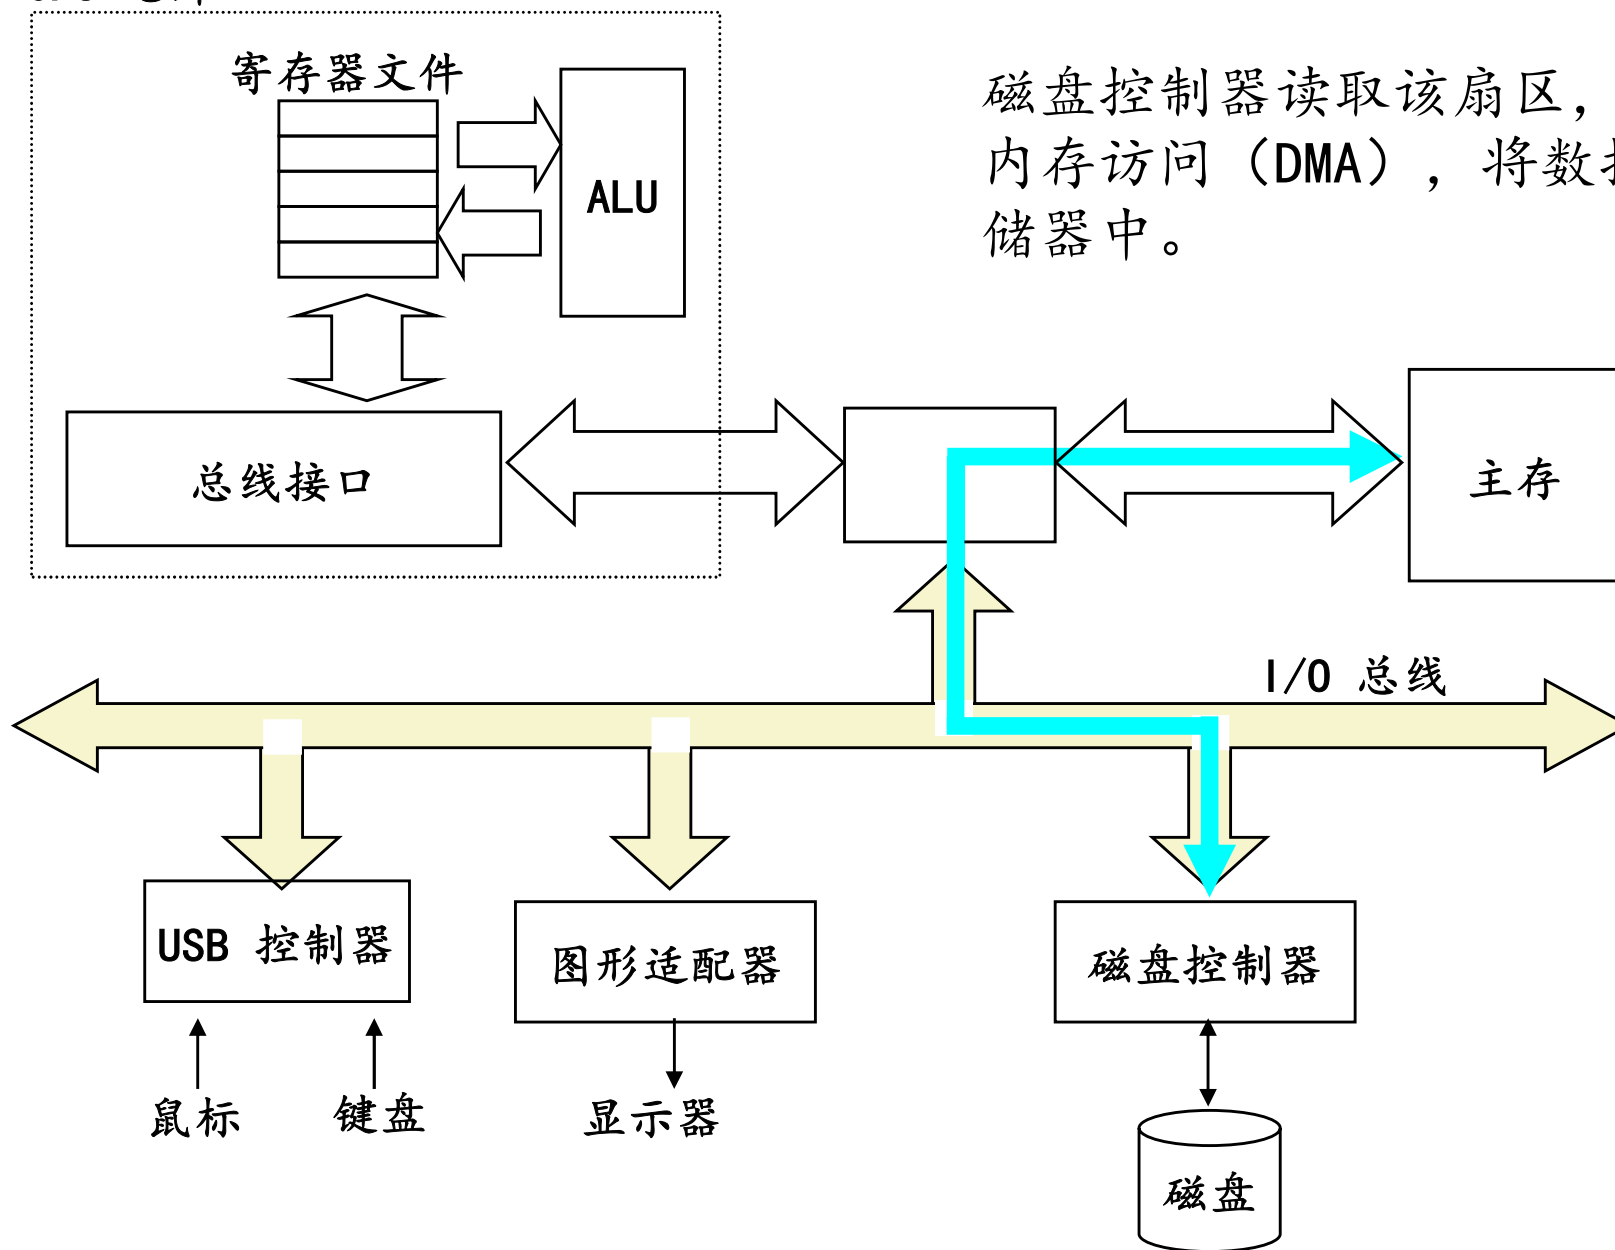 寄存器文件
磁盘控制器读取该扇区，
内存访问（DMA），将数
储器中。
ALU
总线接口
主存
I/O 总线
USB 控制器
图形适配器
磁盘控制器
鼠标
键盘
显示器
磁盘